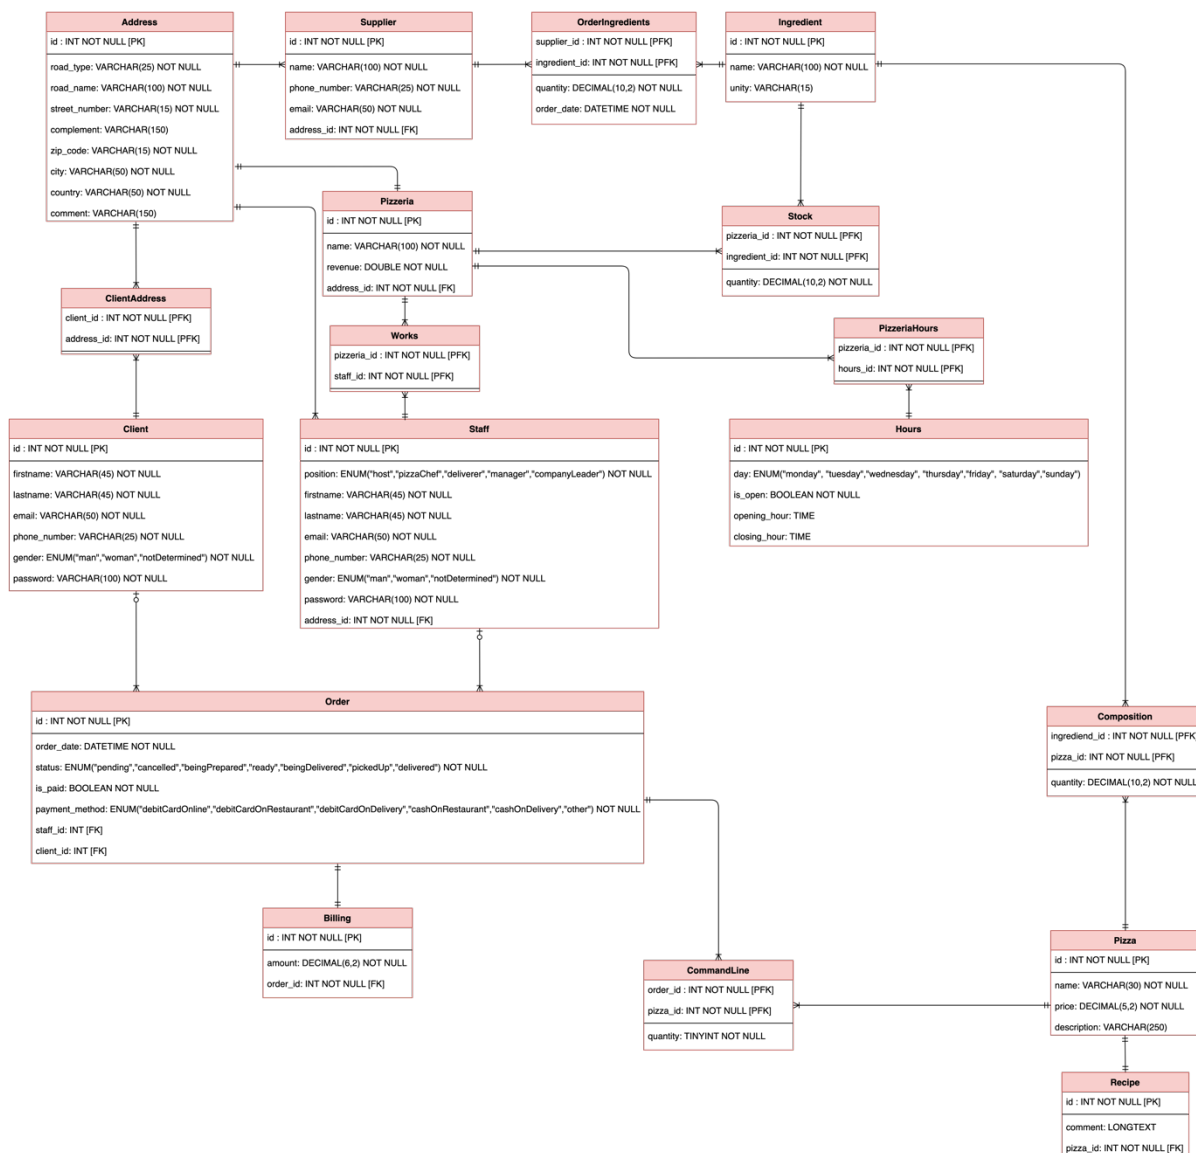 Address
id : INT NOT NULL [PK]
road_type: VARCHAR(25) NOT NULL
road_name: VARCHAR(100) NOT NULL
street_number: VARCHAR(15) NOT NULL
complement: VARCHAR(150)
zip_code: VARCHAR(15) NOT NULL
city: VARCHAR(50) NOT NULL
country: VARCHAR(50) NOT NULL
comment: VARCHAR(150)
Supplier
id : INT NOT NULL [PK]
name: VARCHAR(100) NOT NULL
phone_number: VARCHAR(25) NOT NULL
email: VARCHAR(50) NOT NULL
address_id: INT NOT NULL [FK]
OrderIngredients
supplier_id : INT NOT NULL [PFK]
ingredient_id: INT NOT NULL [PFK]
quantity: DECIMAL(10,2) NOT NULL
order_date: DATETIME NOT NULL
Ingredient
id : INT NOT NULL [PK]
name: VARCHAR(100) NOT NULL
unity: VARCHAR(15)
Pizzeria
id : INT NOT NULL [PK]
name: VARCHAR(100) NOT NULL
revenue: DOUBLE NOT NULL
address_id: INT NOT NULL [FK]
Stock
pizzeria_id : INT NOT NULL [PFK]
ingredient_id: INT NOT NULL [PFK]
quantity: DECIMAL(10,2) NOT NULL
ClientAddress
client_id : INT NOT NULL [PFK]
address_id: INT NOT NULL [PFK]
Works
pizzeria_id : INT NOT NULL [PFK]
staff_id: INT NOT NULL [PFK]
PizzeriaHours
pizzeria_id : INT NOT NULL [PFK]
hours_id: INT NOT NULL [PFK]
Client
id : INT NOT NULL [PK]
firstname: VARCHAR(45) NOT NULL
lastname: VARCHAR(45) NOT NULL
email: VARCHAR(50) NOT NULL
phone_number: VARCHAR(25) NOT NULL
gender: ENUM("man","woman","notDetermined") NOT NULL
password: VARCHAR(100) NOT NULL
Staff
id : INT NOT NULL [PK]
position: ENUM("host","pizzaChef","deliverer","manager","companyLeader") NOT NULL
firstname: VARCHAR(45) NOT NULL
lastname: VARCHAR(45) NOT NULL
email: VARCHAR(50) NOT NULL
phone_number: VARCHAR(25) NOT NULL
gender: ENUM("man","woman","notDetermined") NOT NULL
password: VARCHAR(100) NOT NULL
address_id: INT NOT NULL [FK]
Hours
id : INT NOT NULL [PK]
day: ENUM("monday", "tuesday","wednesday", "thursday","friday", "saturday","sunday")
is_open: BOOLEAN NOT NULL
opening_hour: TIME
closing_hour: TIME
Order
id : INT NOT NULL [PK]
order_date: DATETIME NOT NULL
status: ENUM("pending","cancelled","beingPrepared","ready","beingDelivered","pickedUp","delivered") NOT NULL
is_paid: BOOLEAN NOT NULL
payment_method: ENUM("debitCardOnline","debitCardOnRestaurant","debitCardOnDelivery","cashOnRestaurant","cashOnDelivery","other") NOT NULL
staff_id: INT [FK]
client_id: INT [FK]
Composition
ingrediend_id : INT NOT NULL [PFK]
pizza_id: INT NOT NULL [PFK]
quantity: DECIMAL(10,2) NOT NULL
Billing
id : INT NOT NULL [PK]
amount: DECIMAL(6,2) NOT NULL
order_id: INT NOT NULL [FK]
CommandLine
order_id : INT NOT NULL [PFK]
pizza_id: INT NOT NULL [PFK]
quantity: TINYINT NOT NULL
Pizza
id : INT NOT NULL [PK]
name: VARCHAR(30) NOT NULL
price: DECIMAL(5,2) NOT NULL
description: VARCHAR(250)
Recipe
id : INT NOT NULL [PK]
comment: LONGTEXT
pizza_id: INT NOT NULL [FK]